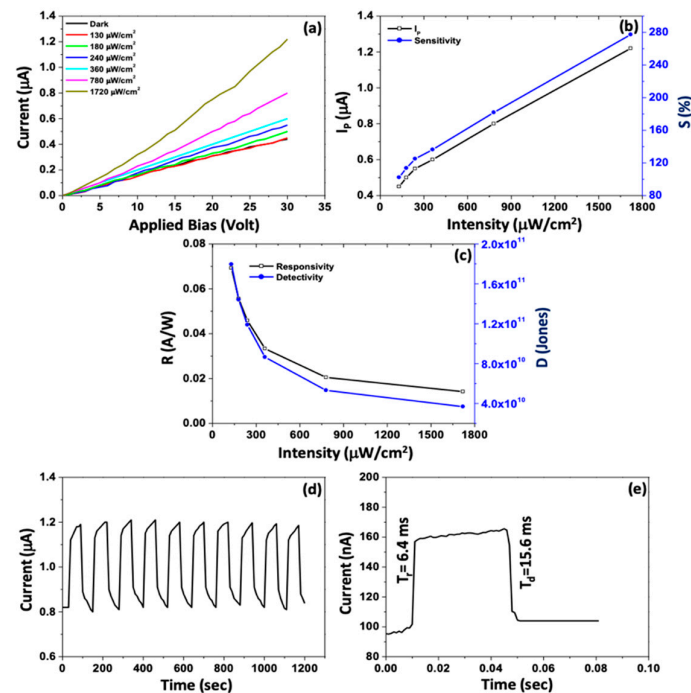 (a)
Dark
130 μW/cm²
180 μW/cm²
240 μW/cm²
360 μW/cm²
780 μW/cm²
1720 μW/cm²
Current (μA)
1.2
1.0
0.8
0.6
0.4
0.2
0.0
0 5 10 15 20 25 30 35
Applied Bias (Volt)
(b)
I_P
Sensitivity
I_P (μA)
1.4
1.2
1.0
0.8
0.6
0.4
S (%)
280
240
200
160
120
80
0 300 600 900 1200 1500 1800
Intensity (μW/cm²)
(c)
Responsivity
Detectivity
R (A/W)
0.08
0.06
0.04
0.02
0.00
D (Jones)
2.0x10¹¹
1.6x10¹¹
1.2x10¹¹
8.0x10¹⁰
4.0x10¹⁰
0 300 600 900 1200 1500 1800
Intensity (μW/cm²)
(d)
Current (μA)
1.4
1.2
1.0
0.8
0.6
0 200 400 600 800 1000 1200
Time (sec)
(e)
Current (nA)
200
180
160
140
120
100
80
T_r= 6.4 ms
T_d=15.6 ms
0.00 0.02 0.04 0.06 0.08 0.10
Time (sec)